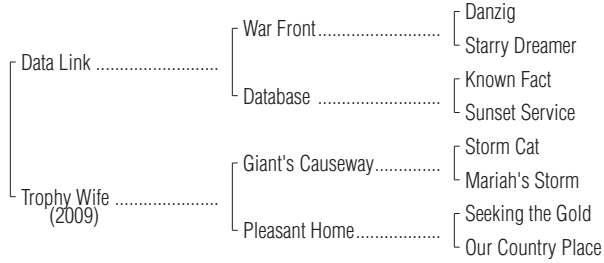 Danzig
War Front..........................
Starry Dreamer
Data Link ..........................
Known Fact
Database ..........................
Sunset Service
Storm Cat
Giant's Causeway..............
Mariah's Storm
Trophy Wife ......................
(2009)
Seeking the Gold
Pleasant Home..................
Our Country Place